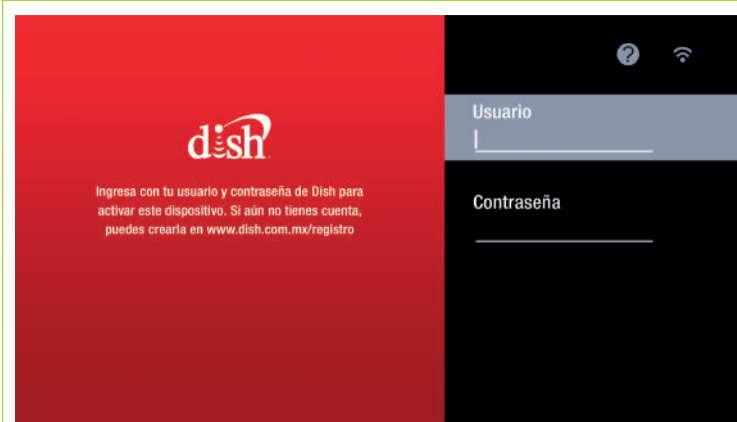 dish
Ingresa con tu usuario y contraseña de Dish para
activar este dispositivo. Si aún no tienes cuenta,
puedes crearla en www.dish.com.mx/registro
?
Usuario
Contraseña